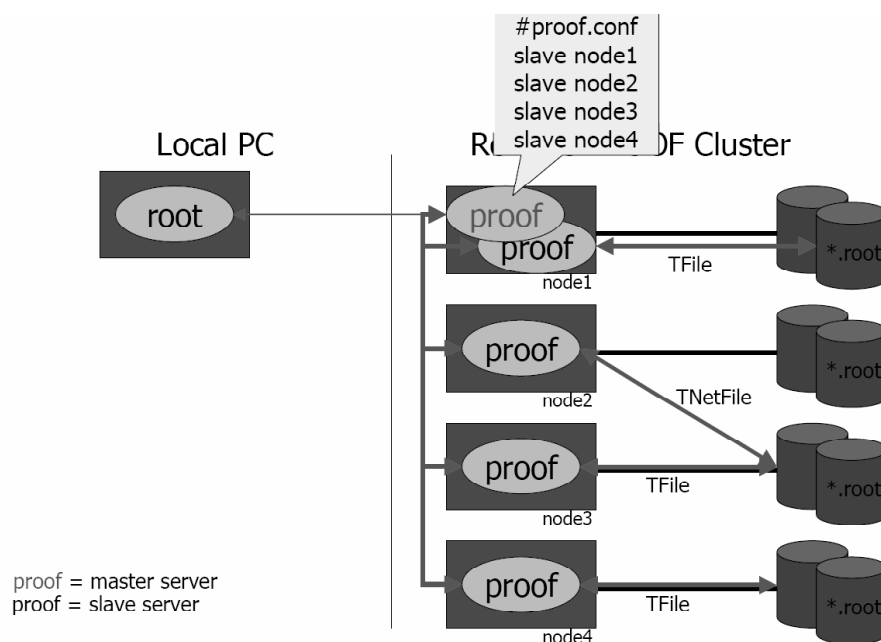 #proof.conf
slave node1
slave node2
slave node3
slave node4
Local PC
Cluster
root
proof
proof
TFile
*.root
node1
proof
TNetFile
*.root
node2
proof
TFile
*.root
node3
proof
TFile
*.root
node4
proof = master server
proof = slave server